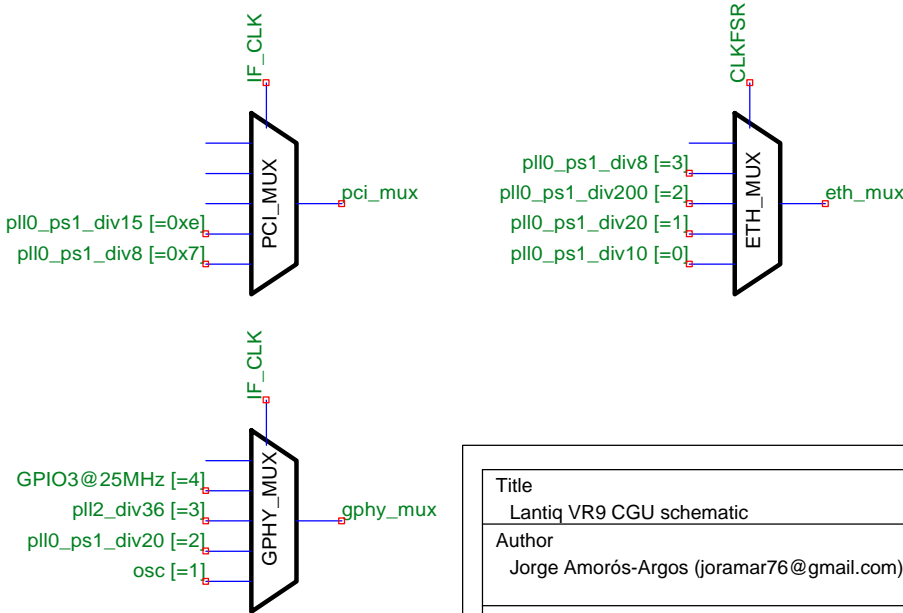 IF_CLK
PCI_MUX
pci_mux
pll0_ps1_div15 [=0xe]
pll0_ps1_div8 [=0x7]
CLKFSR
pll0_ps1_div8 [=3]
pll0_ps1_div200 [=2]
pll0_ps1_div20 [=1]
pll0_ps1_div10 [=0]
ETH_MUX
eth_mux
IF_CLK
GPIO3@25MHz [=4]
pll2_div36 [=3]
pll0_ps1_div20 [=2]
osc [=1]
GPHY_MUX
gphy_mux
Title
Lantiq VR9 CGU schematic
Author
Jorge Amorós-Argos (joramar76@gmail.com)